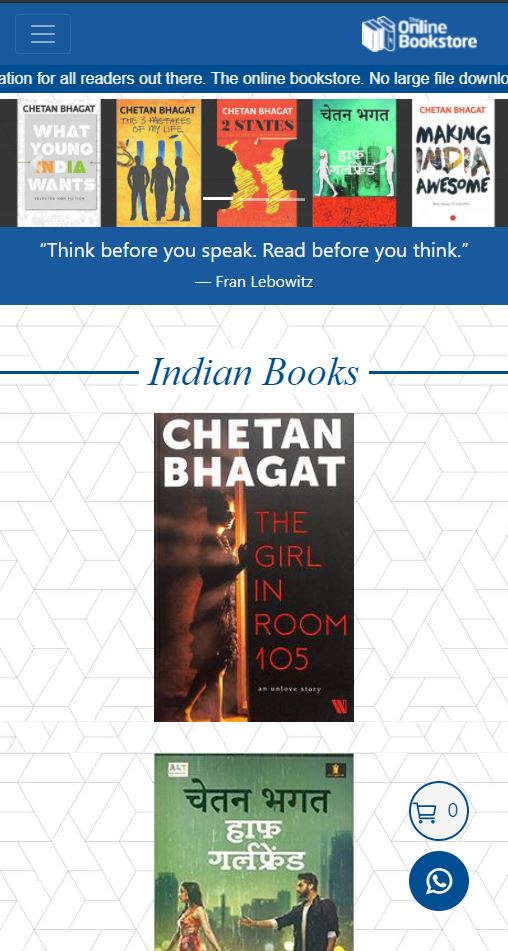 The
Online
Bookstore
ation for all readers out there. The online bookstore. No large file downlo
CHETAN BHAGAT
WHAT
YOUNG
INDIA
WANTS
CHETAN BHAGAT
THE 3 MISTAKES
OF MY LIFE
CHETAN BHAGAT
2 STATES
चेतन भगत
हाफ़
गर्लफ्रेंड
CHETAN BHAGAT
MAKING
INDIA
AWESOME
“Think before you speak. Read before you think.”
— Fran Lebowitz
Indian Books
CHETAN
BHAGAT
THE
GIRL
IN
ROOM
105
an unlove story
ALT
चेतन भगत
हाफ़
गर्लफ्रेंड
0